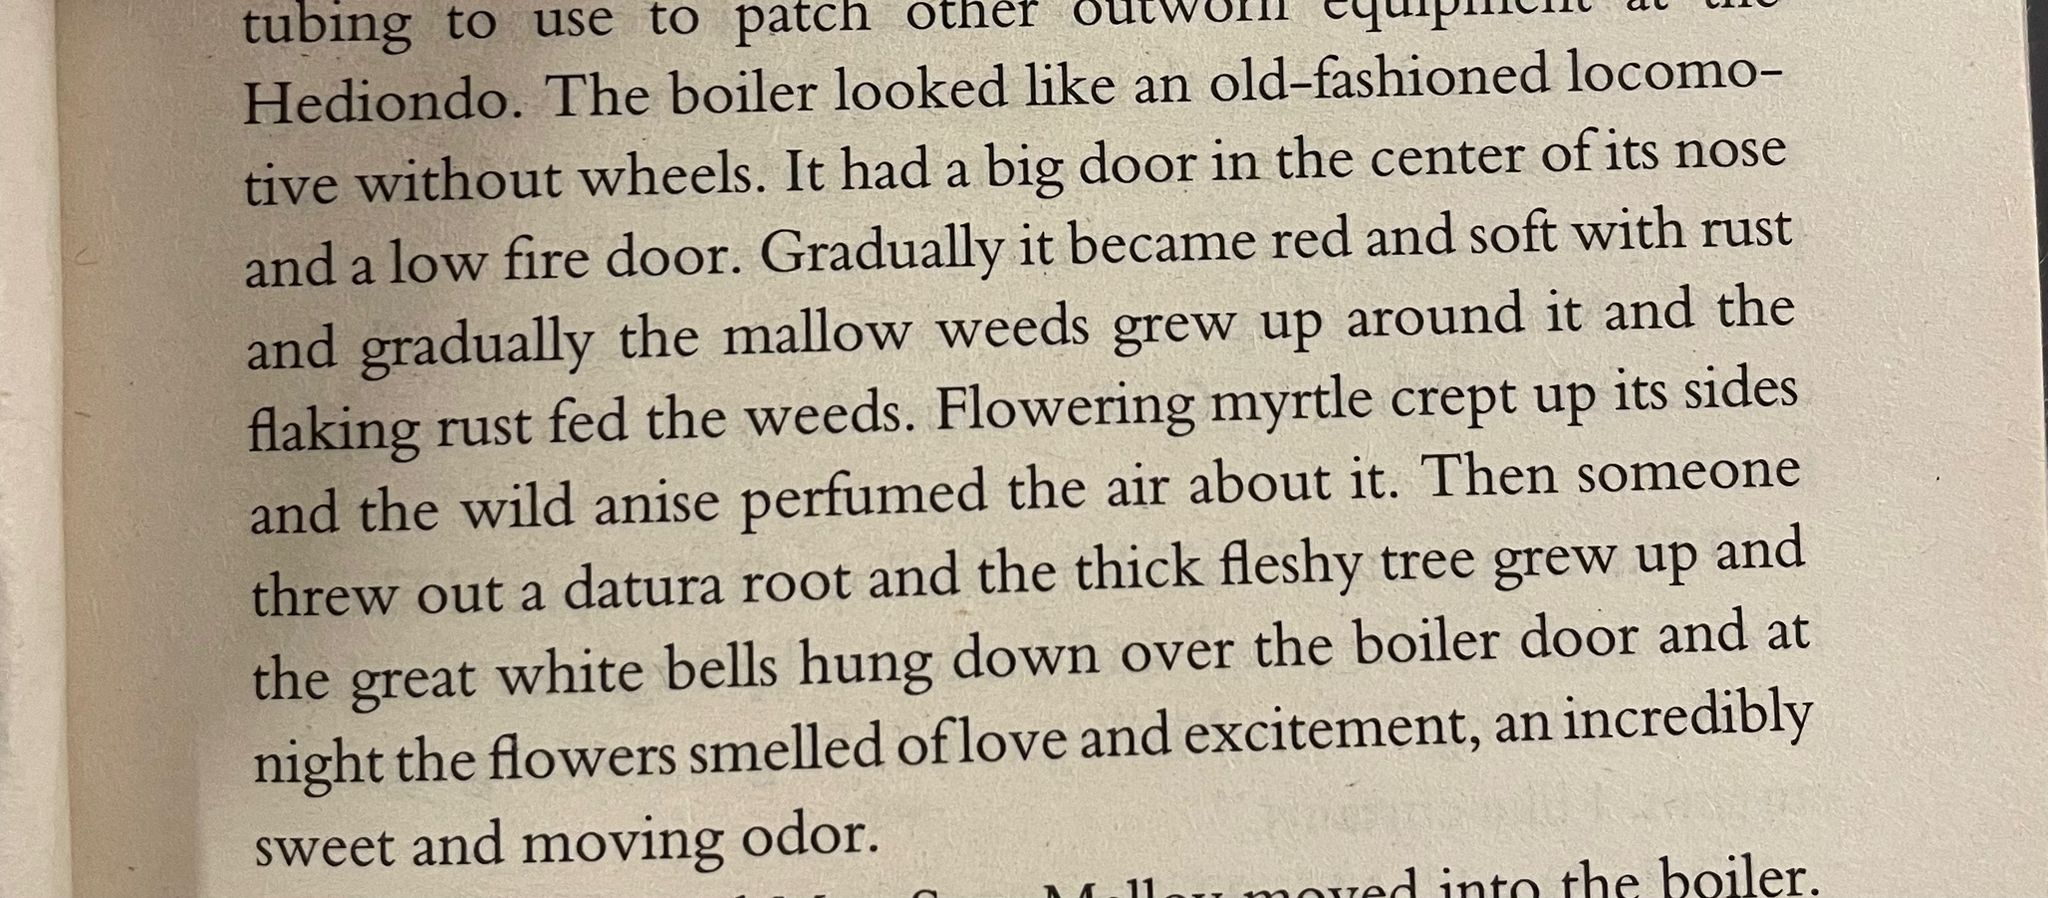 tubing to use to patch other outworn equipment at the
Hediondo. The boiler looked like an old-fashioned locomo-
tive without wheels. It had a big door in the center of its nose
and a low fire door. Gradually it became red and soft with rust
and gradually the mallow weeds grew up around it and the
flaking rust fed the weeds. Flowering myrtle crept up its sides
and the wild anise perfumed the air about it. Then someone
threw out a datura root and the thick fleshy tree grew up and
the great white bells hung down over the boiler door and at
night the flowers smelled of love and excitement, an incredibly
sweet and moving odor.
Malloy moved into the boiler.